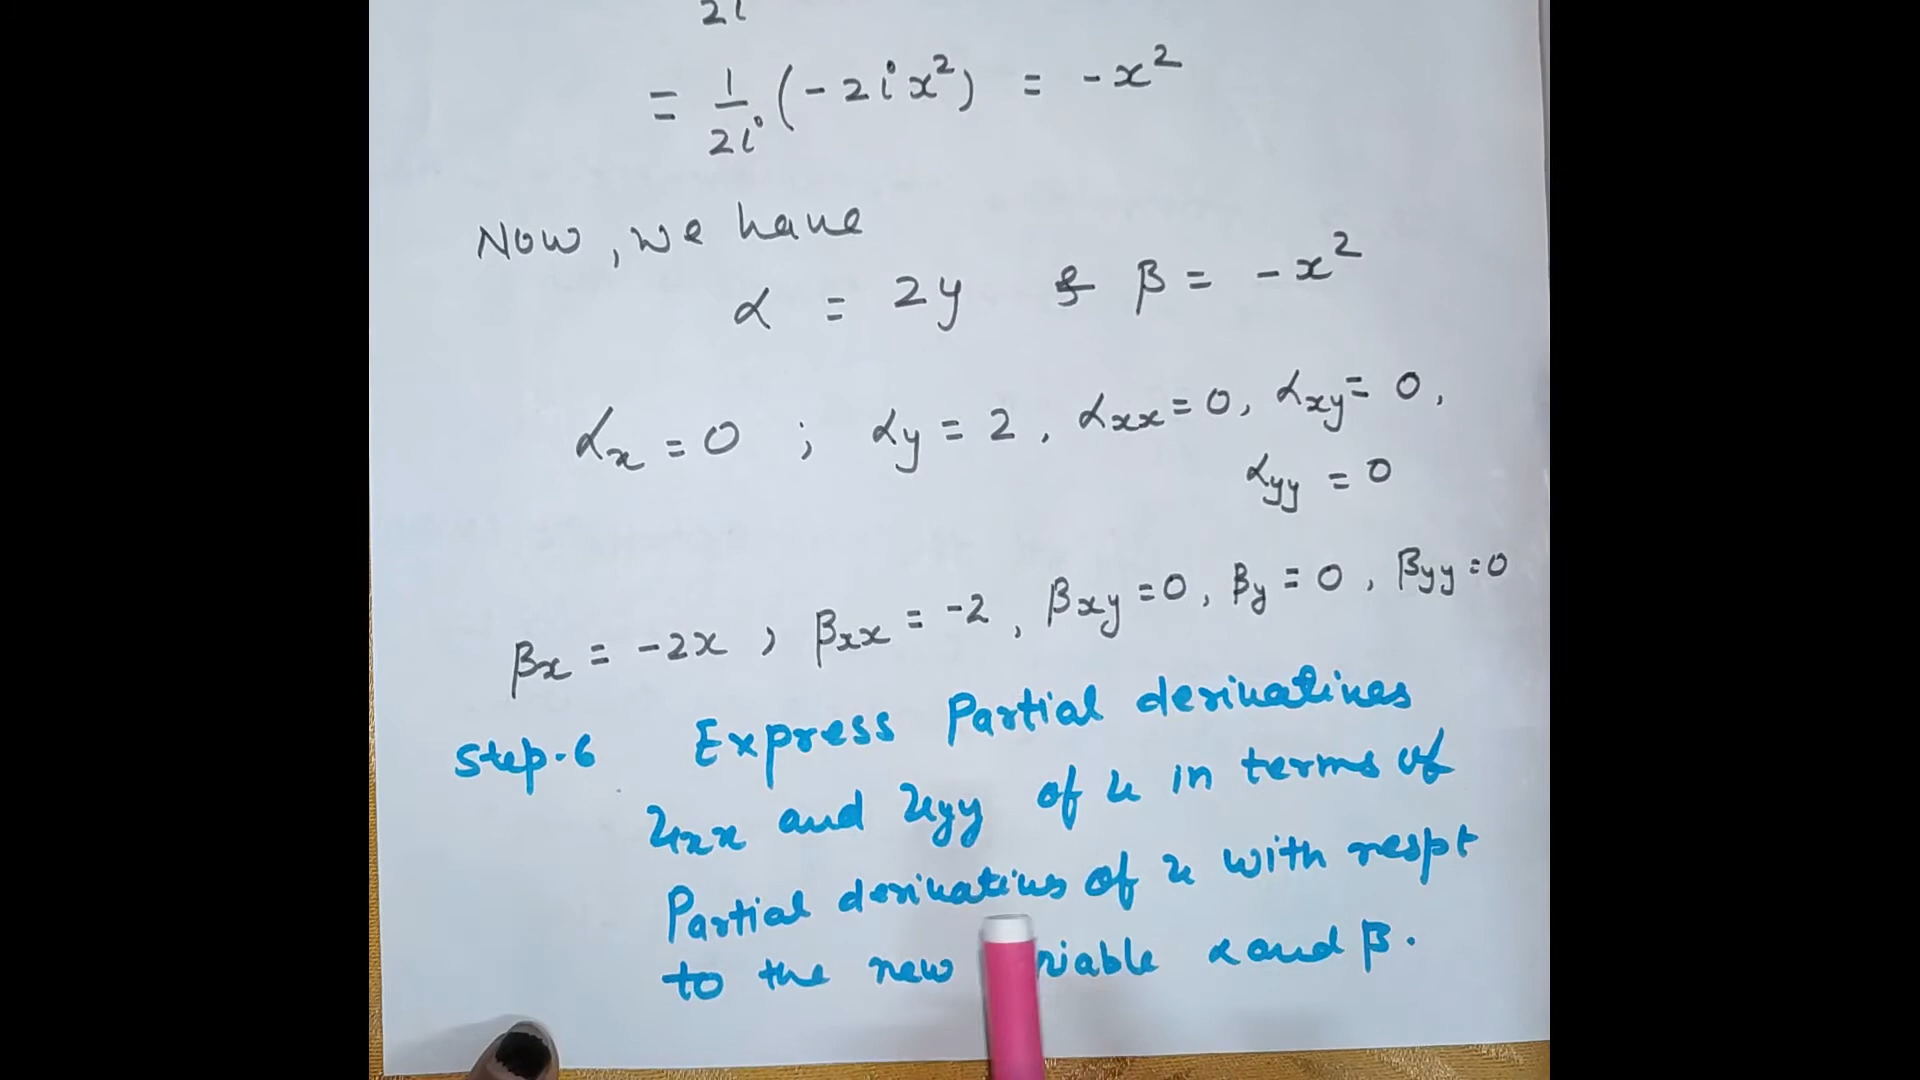 2i
= 1/2i (-2ix²) = -x²
Now, we have
α = 2y & β = -x²
αx = 0 ; αy = 2, αxx = 0, αxy = 0,
αyy = 0
βx = -2x ; βxx = -2, βxy = 0, βy = 0, βyy = 0
Step-6 Express Partial derivatives
uxx and uyy of u in terms of
Partial derivatives of u with respt
to the new riable α and β.